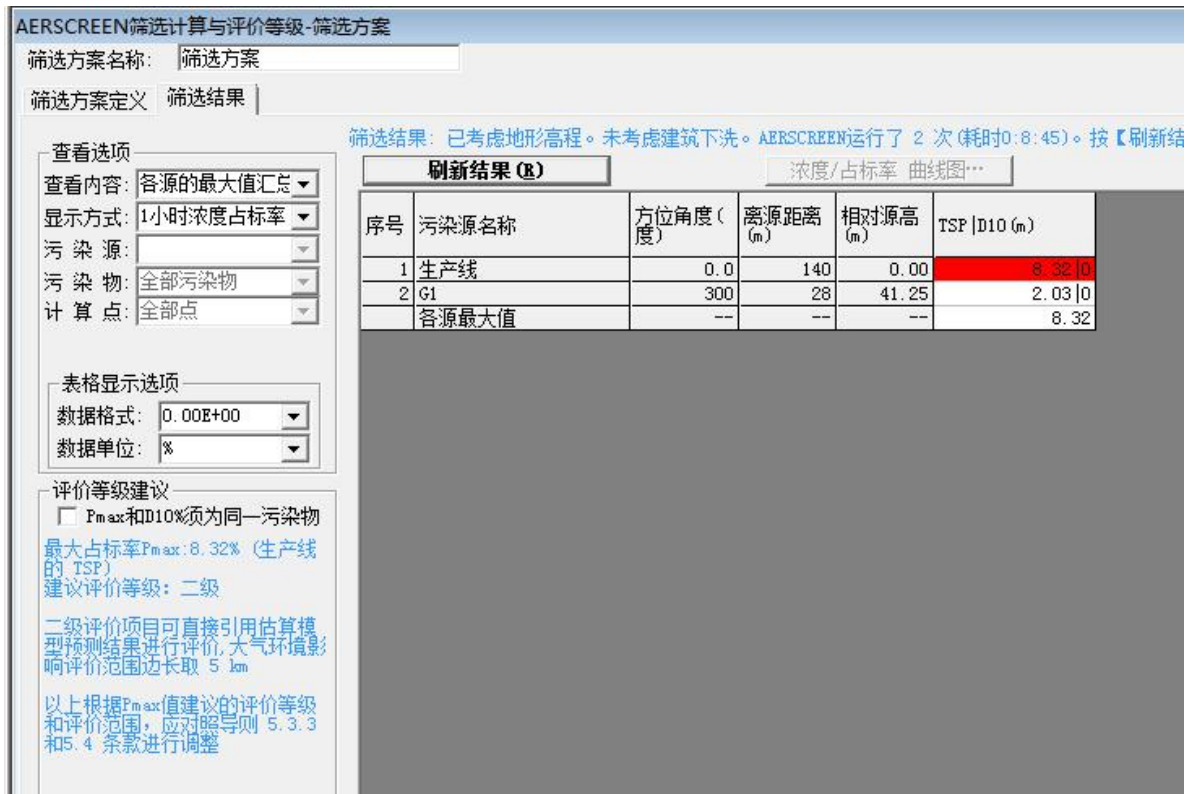 AERSCREEN筛选计算与评价等级-筛选方案
筛选方案名称: 筛选方案
筛选方案定义 筛选结果
筛选结果: 已考虑地形高程。未考虑建筑下洗。AERSCREEN运行了 2 次(耗时0:8:45)。按【刷新结
查看选项
查看内容: 各源的最大值汇总
显示方式: 1小时浓度占标率
污 染 源:
污 染 物: 全部污染物
计 算 点: 全部点
刷新结果(R) 浓度/占标率 曲线图…
序号 污染源名称 方位角度(度) 离源距离(m) 相对源高(m) TSP|D10(m)
1 生产线 0.0 140 0.00 8.32|0
2 G1 300 28 41.25 2.03|0
各源最大值 -- -- -- 8.32
表格显示选项
数据格式: 0.00E+00
数据单位: %
评价等级建议
Pmax和D10%须为同一污染物
最大占标率Pmax:8.32% (生产线
的 TSP)
建议评价等级: 二级
二级评价项目可直接引用估算模
型预测结果进行评价,大气环境影
响评价范围边长取 5 km
以上根据Pmax值建议的评价等级
和评价范围,应对照导则 5.3.3
和5.4 条款进行调整